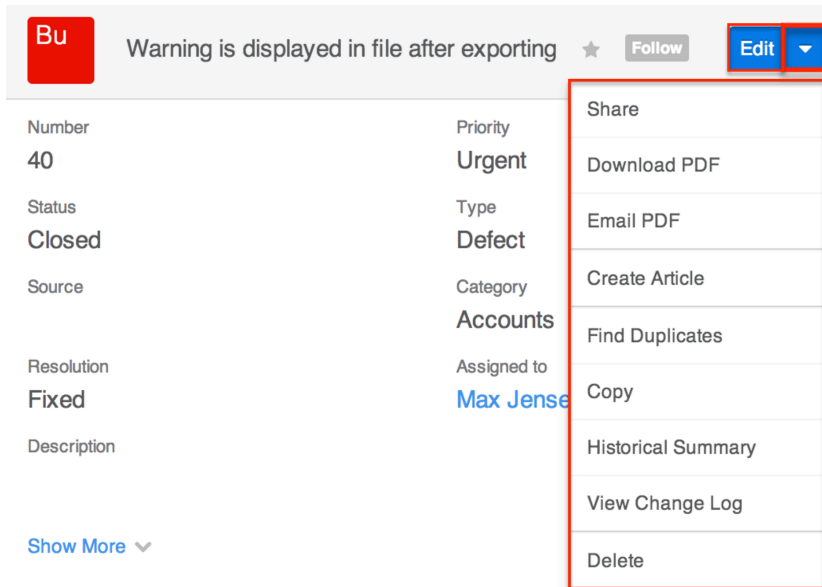 Bu
Warning is displayed in file after exporting
Follow
Edit
Number
40
Priority
Urgent
Status
Closed
Type
Defect
Source
Category
Accounts
Resolution
Fixed
Assigned to
Max Jense
Description
Show More
Share
Download PDF
Email PDF
Create Article
Find Duplicates
Copy
Historical Summary
View Change Log
Delete